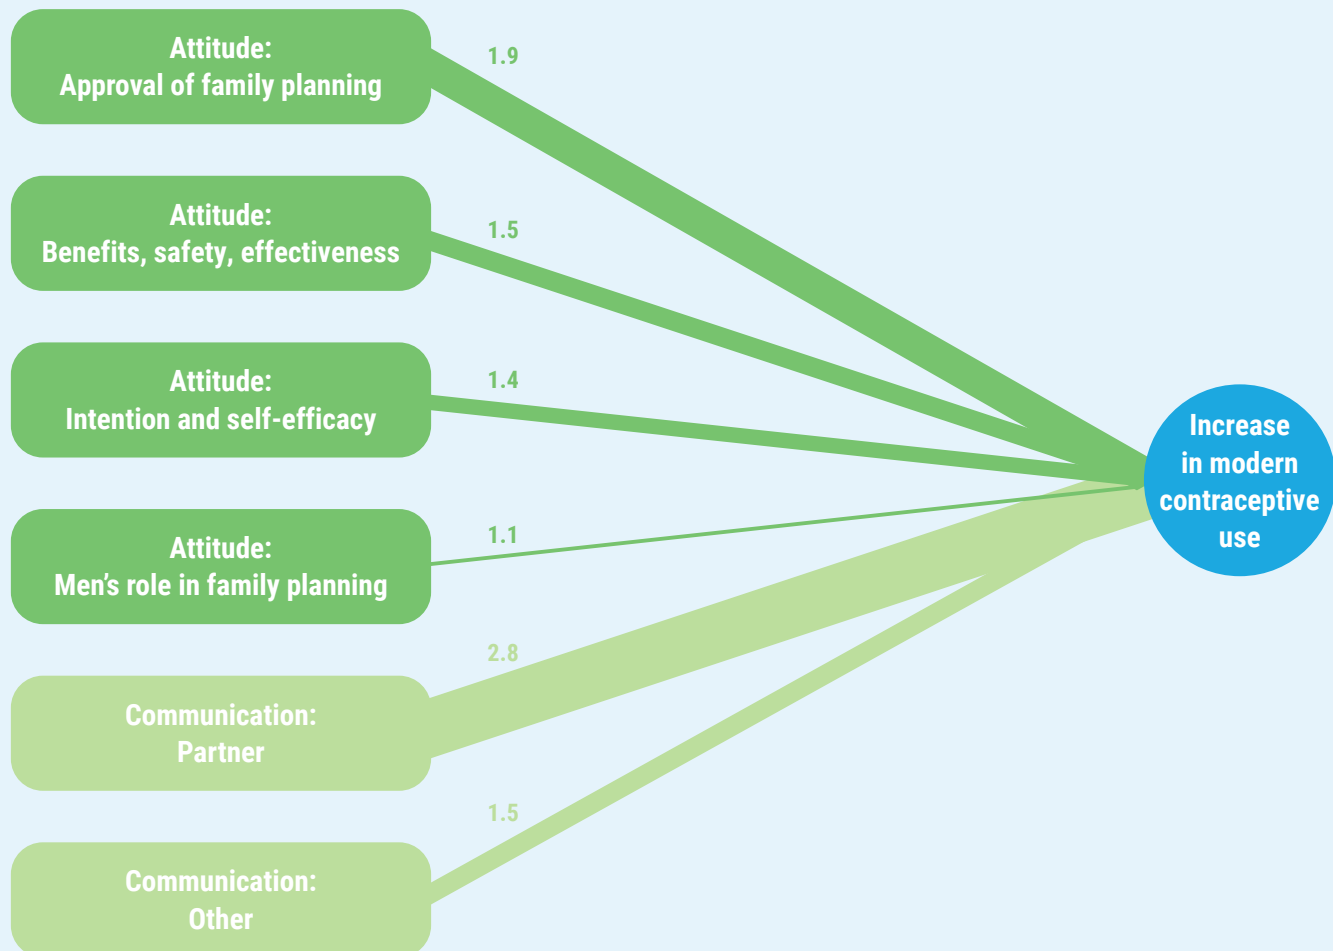 Attitude:
Approval of family planning
1.9
Attitude:
Benefits, safety, effectiveness
1.5
Attitude:
Intention and self-efficacy
1.4
Attitude:
Men’s role in family planning
1.1
Communication:
Partner
2.8
Communication:
Other
1.5
Increase
in modern
contraceptive
use